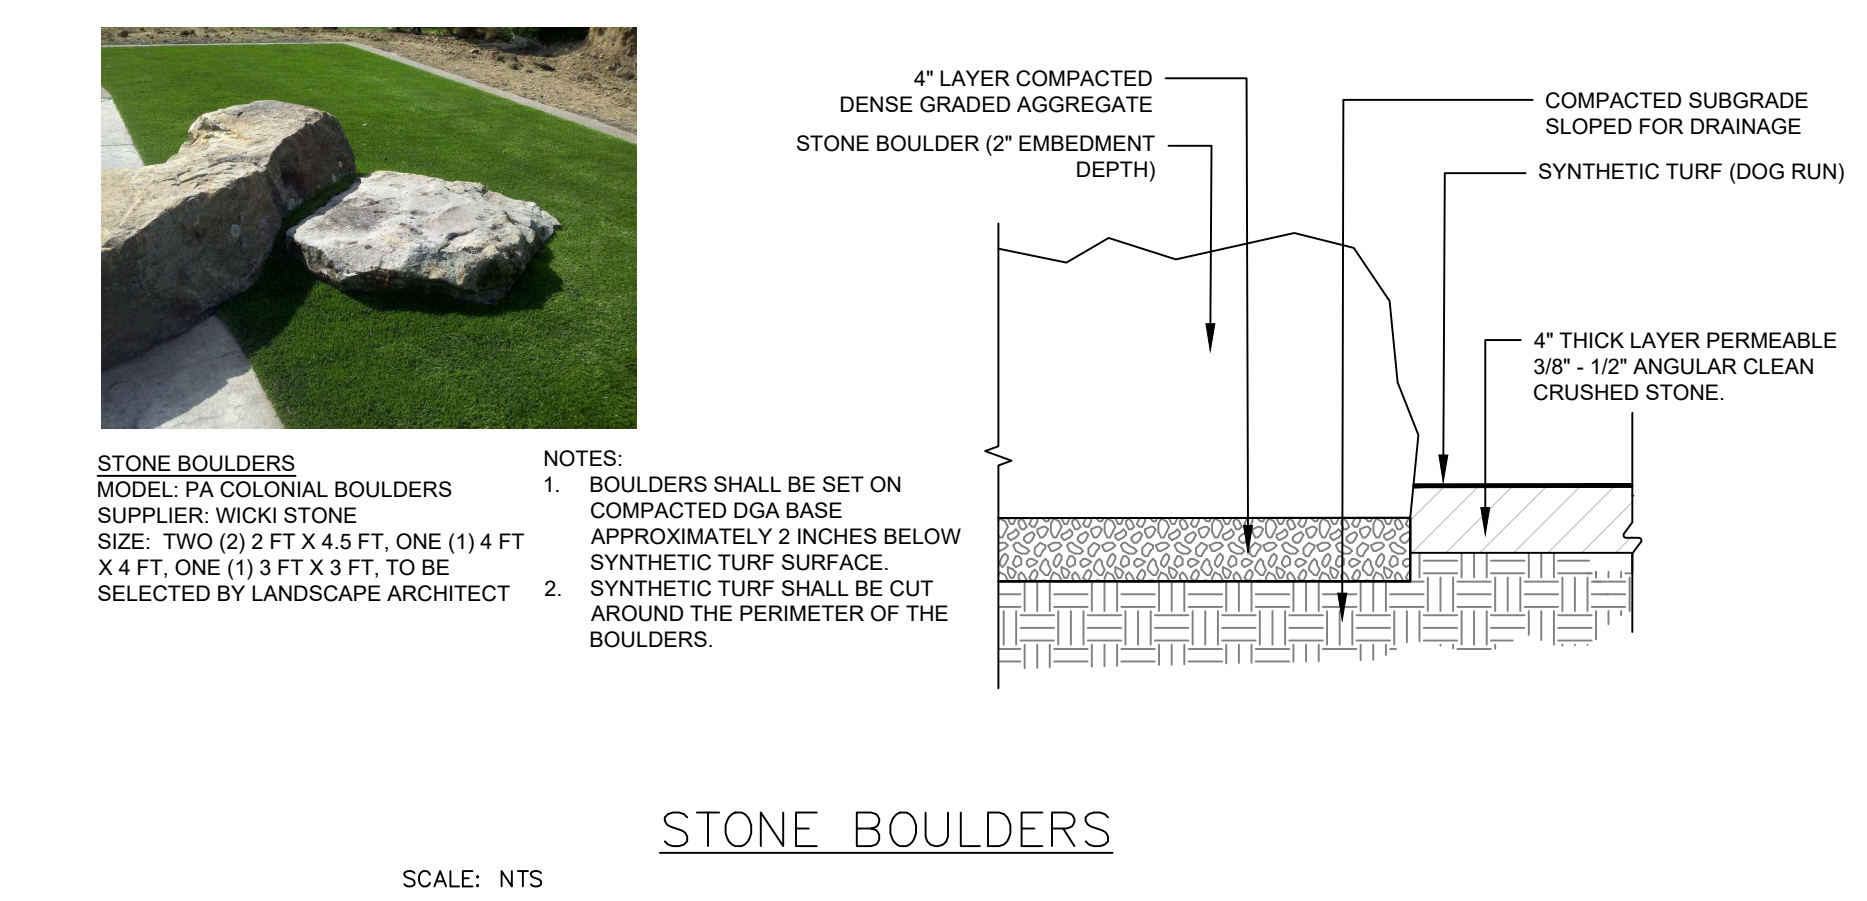 4" LAYER COMPACTED
DENSE GRADED AGGREGATE
STONE BOULDER (2" EMBEDMENT
DEPTH)
COMPACTED SUBGRADE
SLOPED FOR DRAINAGE
SYNTHETIC TURF (DOG RUN)
4" THICK LAYER PERMEABLE
3/8" - 1/2" ANGULAR CLEAN
CRUSHED STONE.
STONE BOULDERS
MODEL: PA COLONIAL BOULDERS
SUPPLIER: WICKI STONE
SIZE: TWO (2) 2 FT X 4.5 FT, ONE (1) 4 FT
X 4 FT, ONE (1) 3 FT X 3 FT, TO BE
SELECTED BY LANDSCAPE ARCHITECT
NOTES:
1. BOULDERS SHALL BE SET ON
COMPACTED DGA BASE
APPROXIMATELY 2 INCHES BELOW
SYNTHETIC TURF SURFACE.
2. SYNTHETIC TURF SHALL BE CUT
AROUND THE PERIMETER OF THE
BOULDERS.
STONE BOULDERS
SCALE: NTS